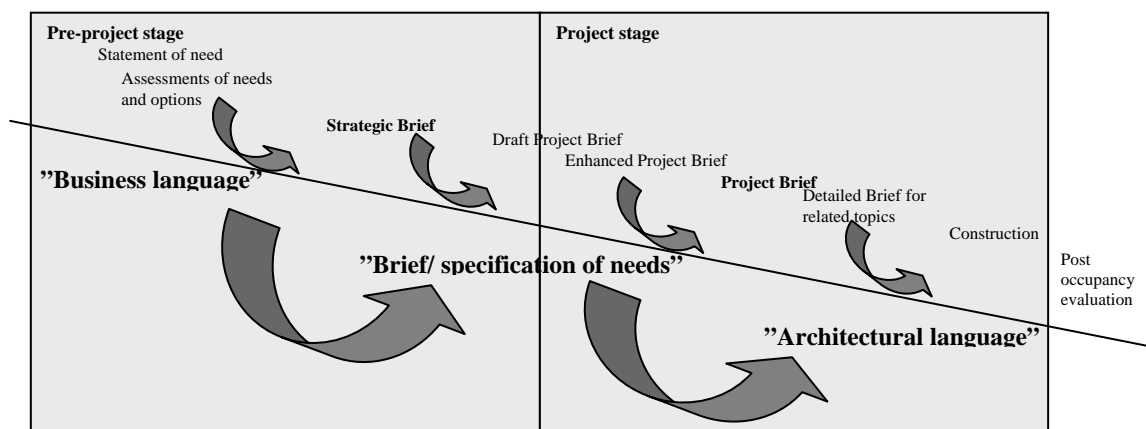 Pre-project stage
Statement of need
Assessments of needs
and options
Strategic Brief
”Business language”
Project stage
Draft Project Brief
Enhanced Project Brief
Project Brief
Detailed Brief for
related topics
Construction
”Brief/ specification of needs”
”Architectural language”
Post
occupancy
evaluation